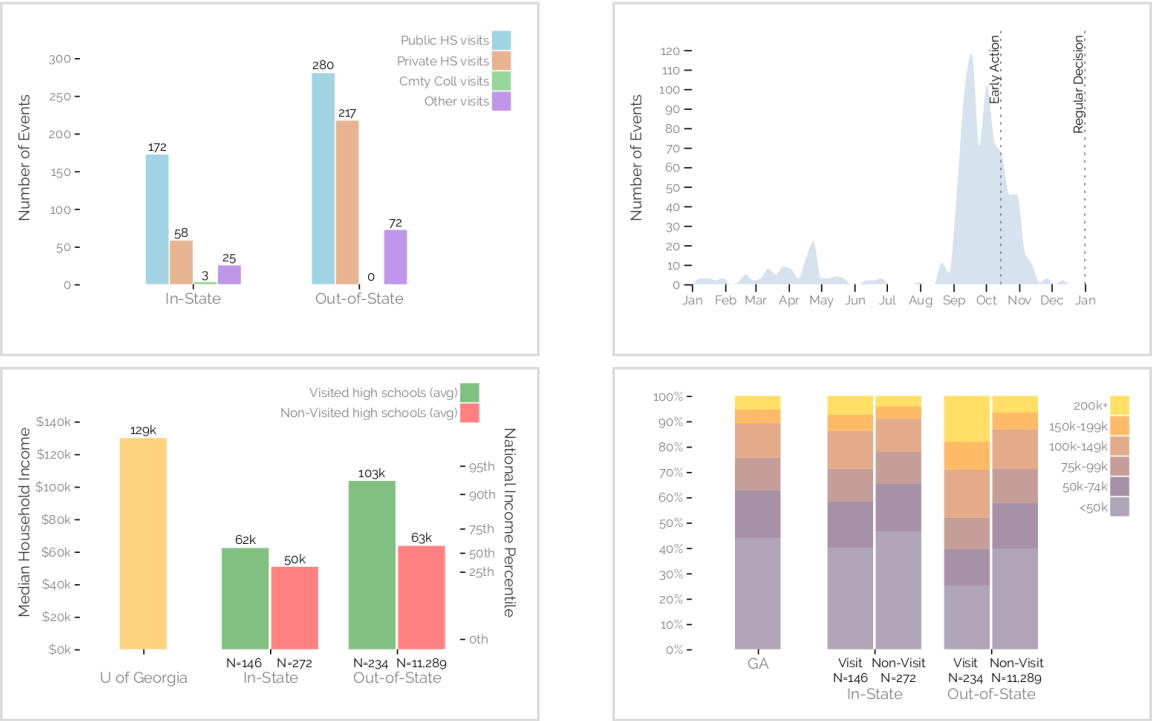 Public HS visits
Private HS visits
Cmty Coll visits
Other visits
Number of Events
300
250
200
150
100
50
0
172
58
3
25
280
217
0
72
In-State
Out-of-State
Number of Events
120
110
100
90
80
70
60
50
40
30
20
10
0
Early Action
Regular Decision
Jan Feb Mar Apr May Jun Jul Aug Sep Oct Nov Dec Jan
Visited high schools (avg)
Non-Visited high schools (avg)
Median Household Income
$140k
$120k
$100k
$80k
$60k
$40k
$20k
$0k
129k
62k
50k
103k
63k
National Income Percentile
95th
90th
75th
50th
25th
0th
N=146 N=272 N=234 N=11,289
U of Georgia In-State Out-of-State
100%
90%
80%
70%
60%
50%
40%
30%
20%
10%
0%
200k+
150k-199k
100k-149k
75k-99k
50k-74k
<50k
GA
Visit Non-Visit Visit Non-Visit
N=146 N=272 N=234 N=11,289
In-State Out-of-State